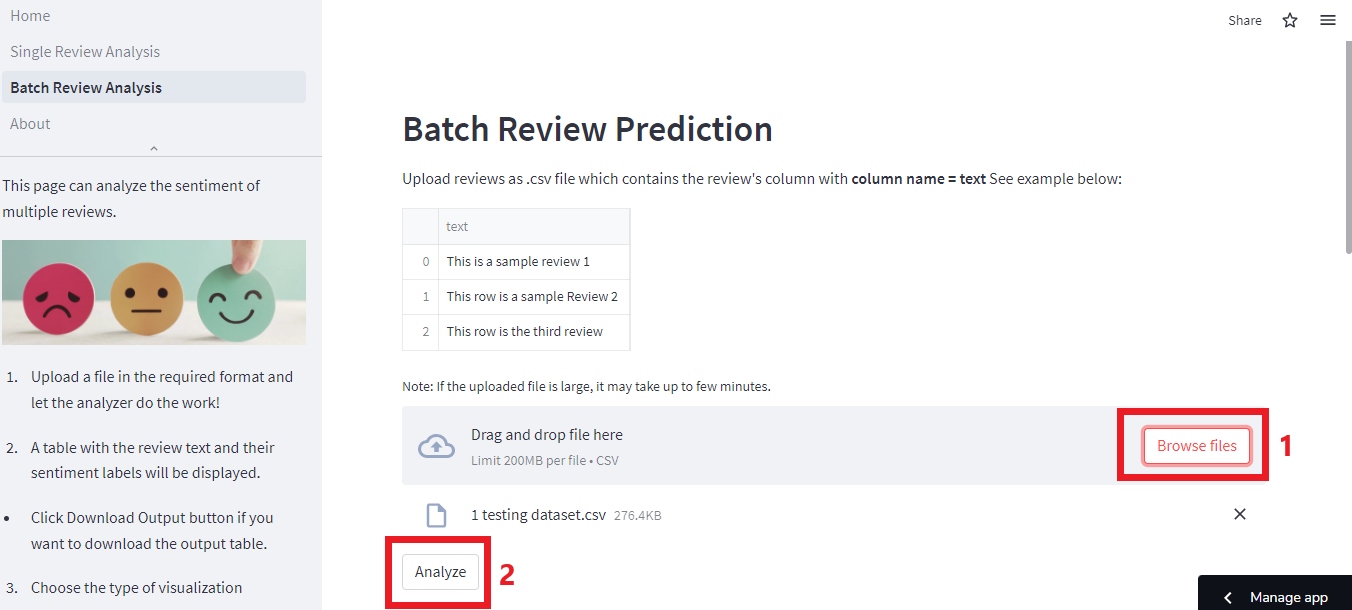 Home
Single Review Analysis
Batch Review Analysis
About
This page can analyze the sentiment of
multiple reviews.
1. Upload a file in the required format and
let the analyzer do the work!
2. A table with the review text and their
sentiment labels will be displayed.
• Click Download Output button if you
want to download the output table.
3. Choose the type of visualization
Share
Batch Review Prediction
Upload reviews as .csv file which contains the review's column with column name = text See example below:
text
0 This is a sample review 1
1 This row is a sample Review 2
2 This row is the third review
Note: If the uploaded file is large, it may take up to few minutes.
Drag and drop file here
Limit 200MB per file • CSV
Browse files
1
1 testing dataset.csv 276.4KB
Analyze
2
Manage app